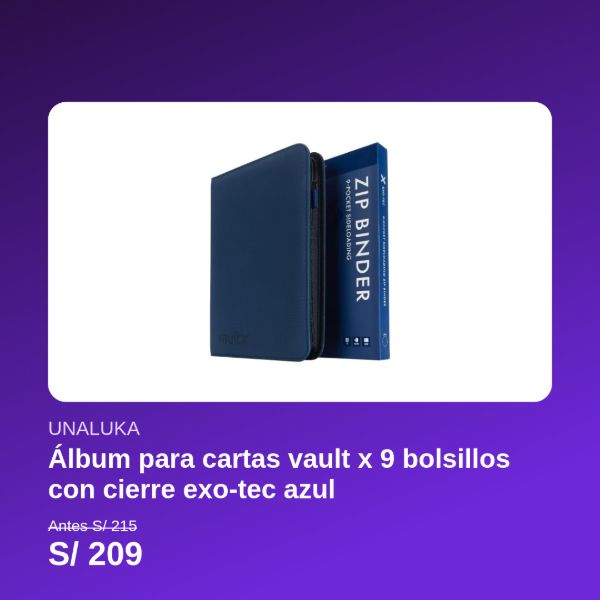 ZIP BINDER
9-POCKET SIDELOADING
UNALUKA
Álbum para cartas vault x 9 bolsillos
con cierre exo-tec azul
Antes S/ 215
S/ 209